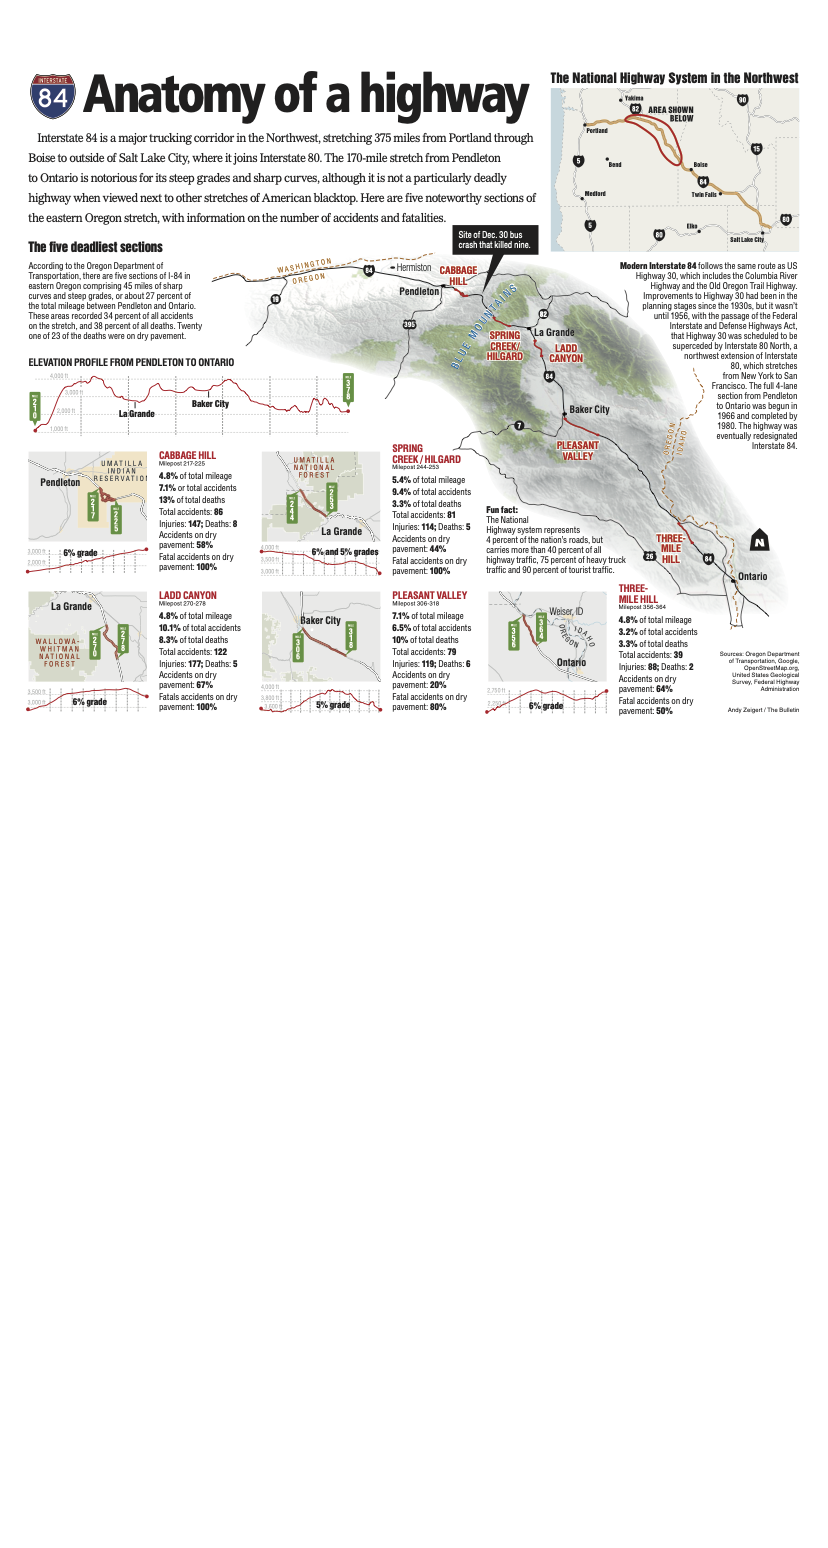 INTERSTATE
84
Anatomy of a highway
Interstate 84 is a major trucking corridor in the Northwest, stretching 375 miles from Portland through
Boise to outside of Salt Lake City, where it joins Interstate 80. The 170-mile stretch from Pendleton
to Ontario is notorious for its steep grades and sharp curves, although it is not a particularly deadly
highway when viewed next to other stretches of American blacktop. Here are five noteworthy sections of
the eastern Oregon stretch, with information on the number of accidents and fatalities.
The National Highway System in the Northwest
Yakima
82
AREA SHOWN
BELOW
90
Portland
5
Bend
Boise
15
84
Medford
Twin Falls
5
Elko
80
80
Salt Lake City
The five deadliest sections
According to the Oregon Department of
Transportation, there are five sections of I-84 in
eastern Oregon comprising 45 miles of sharp
curves and steep grades, or about 27 percent of
the total mileage between Pendleton and Ontario.
These areas recorded 34 percent of all accidents
on the stretch, and 38 percent of all deaths. Twenty
one of 23 of the deaths were on dry pavement.
Site of Dec. 30 bus
crash that killed nine.
WASHINGTON
OREGON
84
Hermiston
CABBAGE
HILL
Pendleton
19
395
BLUE MOUNTAINS
82
La Grande
SPRING
CREEK/
HILGARD
LADD
CANYON
84
Baker City
7
PLEASANT
VALLEY
OREGON
IDAHO
THREE-
MILE
HILL
26
84
N
Ontario
Modern Interstate 84 follows the same route as US
Highway 30, which includes the Columbia River
Highway and the Old Oregon Trail Highway.
Improvements to Highway 30 had been in the
planning stages since the 1930s, but it wasn't
until 1956, with the passage of the Federal
Interstate and Defense Highways Act,
that Highway 30 was scheduled to be
superceded by Interstate 80 North, a
northwest extension of Interstate
80, which stretches
from New York to San
Francisco. The full 4-lane
section from Pendleton
to Ontario was begun in
1966 and completed by
1980. The highway was
eventually redesignated
Interstate 84.
ELEVATION PROFILE FROM PENDLETON TO ONTARIO
4,000 ft
3,000 ft
2,000 ft
1,000 ft
210
La Grande
Baker City
378
Pendleton
UMATILLA
INDIAN
RESERVATION
217
225
3,000 ft
2,000 ft
6% grade
CABBAGE HILL
Milepost 217-225
4.8% of total mileage
7.1% or total accidents
13% of total deaths
Total accidents: 86
Injuries: 147; Deaths: 8
Accidents on dry
pavement: 58%
Fatal accidents on dry
pavement: 100%
UMATILLA
NATIONAL
FOREST
244
253
La Grande
4,000 ft
3,500 ft
3,000 ft
6% and 5% grades
SPRING
CREEK / HILGARD
Milepost 244-253
5.4% of total mileage
9.4% of total accidents
3.3% of total deaths
Total accidents: 81
Injuries: 114; Deaths: 5
Accidents on dry
pavement: 44%
Fatal accidents on dry
pavement: 100%
Fun fact:
The National
Highway system represents
4 percent of the nation's roads, but
carries more than 40 percent of all
highway traffic, 75 percent of heavy truck
traffic and 90 percent of tourist traffic.
La Grande
WALLOWA-
WHITMAN
NATIONAL
FOREST
270
278
3,500 ft
3,000 ft
6% grade
LADD CANYON
Milepost 270-278
4.8% of total mileage
10.1% of total accidents
8.3% of total deaths
Total accidents: 122
Injuries: 177; Deaths: 5
Accidents on dry
pavement: 67%
Fatals accidents on dry
pavement: 100%
Baker City
306
318
4,000 ft
5% grade
PLEASANT VALLEY
Milepost 306-318
7.1% of total mileage
6.5% of total accidents
10% of total deaths
Total accidents: 79
Injuries: 119; Deaths: 6
Accidents on dry
pavement: 20%
Fatal accidents on dry
pavement: 80%
Weiser, ID
IDAHO
OREGON
356
364
Ontario
2,750 ft
2,250 ft
6% grade
THREE-
MILE HILL
Milepost 356-364
4.8% of total mileage
3.2% of total accidents
3.3% of total deaths
Total accidents: 39
Injuries: 88; Deaths: 2
Accidents on dry
pavement: 64%
Fatal accidents on dry
pavement: 50%
Sources: Oregon Department
of Transportation, Google,
OpenStreetMap.org,
United States Geological
Survey, Federal Highway
Administration
Andy Zeigert / The Bulletin